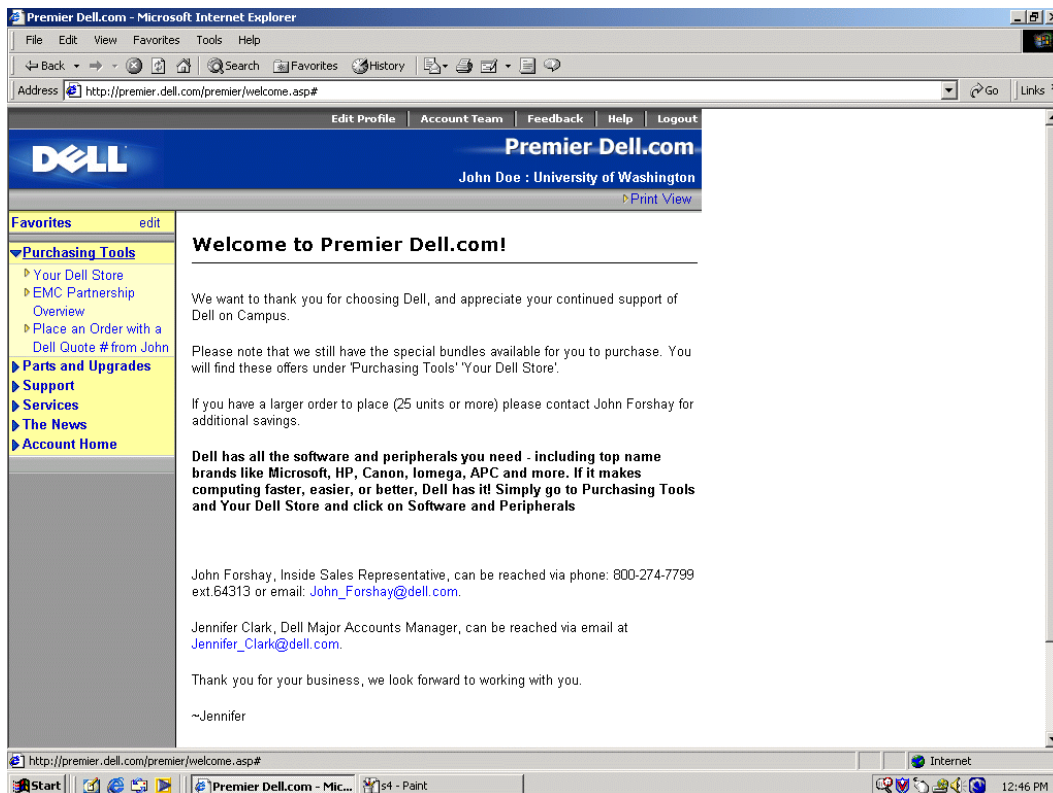 Premier Dell.com - Microsoft Internet Explorer
File Edit View Favorites Tools Help
Back Search Favorites History
Address http://premier.dell.com/premier/welcome.asp# Go Links
Edit Profile Account Team Feedback Help Logout
DELL
Premier Dell.com
John Doe : University of Washington
Print View
Favorites edit
Purchasing Tools
Your Dell Store
EMC Partnership
Overview
Place an Order with a
Dell Quote # from John
Parts and Upgrades
Support
Services
The News
Account Home
Welcome to Premier Dell.com!
We want to thank you for choosing Dell, and appreciate your continued support of
Dell on Campus.
Please note that we still have the special bundles available for you to purchase. You
will find these offers under 'Purchasing Tools' 'Your Dell Store'.
If you have a larger order to place (25 units or more) please contact John Forshay for
additional savings.
Dell has all the software and peripherals you need - including top name
brands like Microsoft, HP, Canon, Iomega, APC and more. If it makes
computing faster, easier, or better, Dell has it! Simply go to Purchasing Tools
and Your Dell Store and click on Software and Peripherals
John Forshay, Inside Sales Representative, can be reached via phone: 800-274-7799
ext.64313 or email: John_Forshay@dell.com.
Jennifer Clark, Dell Major Accounts Manager, can be reached via email at
Jennifer_Clark@dell.com.
Thank you for your business, we look forward to working with you.
~Jennifer
http://premier.dell.com/premier/welcome.asp# Internet
Start Premier Dell.com - Mic... s4 - Paint 12:46 PM